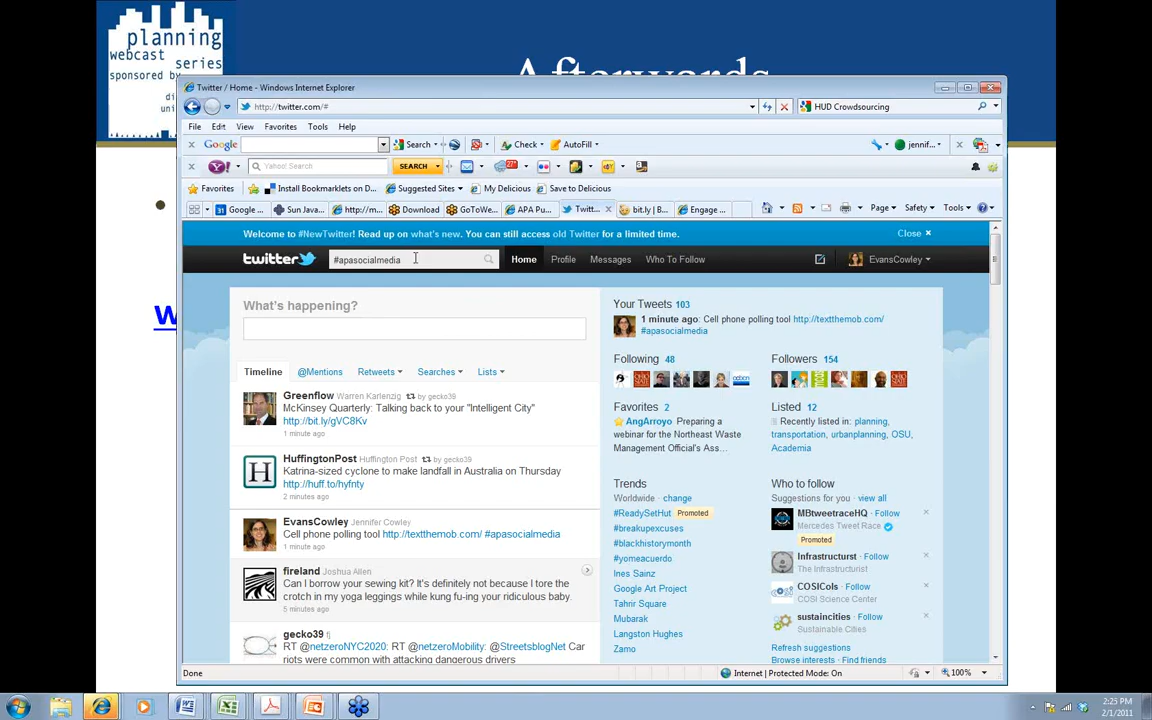 planning
webcast series
sponsored by
di
uni
Afterwards
W
Twitter / Home - Windows Internet Explorer
http://twitter.com/#
HUD Crowdsourcing
File Edit View Favorites Tools Help
Google Search Check AutoFill jennif...
Y! Yahoo! Search SEARCH 27°
Favorites Install Bookmarklets on D... Suggested Sites My Delicious Save to Delicious
Google ... Sun Java... http://m... Download GoToWe... APA Pu... Twitt... bit.ly | B... Engage ... Page Safety Tools
Welcome to #NewTwitter! Read up on what's new. You can still access old Twitter for a limited time. Close ×
twitter #apasocialmedia Home Profile Messages Who To Follow EvansCowley
What's happening?
Timeline @Mentions Retweets Searches Lists
Greenflow Warren Karlenzig by gecko39
McKinsey Quarterly: Talking back to your "Intelligent City"
http://bit.ly/gVC8Kv
1 minute ago
HuffingtonPost Huffington Post by gecko39
Katrina-sized cyclone to make landfall in Australia on Thursday
http://huff.to/hyfnty
2 minutes ago
EvansCowley Jennifer Cowley
Cell phone polling tool http://textthemob.com/ #apasocialmedia
1 minute ago
fireland Joshua Allen
Can I borrow your sewing kit? It's definitely not because I tore the
crotch in my yoga leggings while kung fu-ing your ridiculous baby.
5 minutes ago
gecko39 fj
RT @netzeroNYC2020: RT @netzeroMobility: @StreetsblogNet Car
riots were common with attacking dangerous drivers
Your Tweets 103
1 minute ago: Cell phone polling tool http://textthemob.com/
#apasocialmedia
Following 48
Followers 154
Favorites 2
AngArroyo Preparing a
webinar for the Northeast Waste
Management Official's Ass...
Listed 12
Recently listed in: planning,
transportation, urbanplanning, OSU,
Academia
Trends
Worldwide · change
#ReadySetHut Promoted
#breakupexcuses
#blackhistorymonth
#yomeacuerdo
Ines Sainz
Google Art Project
Tahrir Square
Mubarak
Langston Hughes
Zamo
Who to follow
Suggestions for you · view all
MBtweetraceHQ · Follow
Mercedes Tweet Race
Promoted
Infrastructurst · Follow
The Infrastructurist
COSICols · Follow
COSI Science Center
sustaincities · Follow
Sustainable Cities
Refresh suggestions
Browse interests · Find friends
Done Internet | Protected Mode: On 100%
2:25 PM
2/1/2011